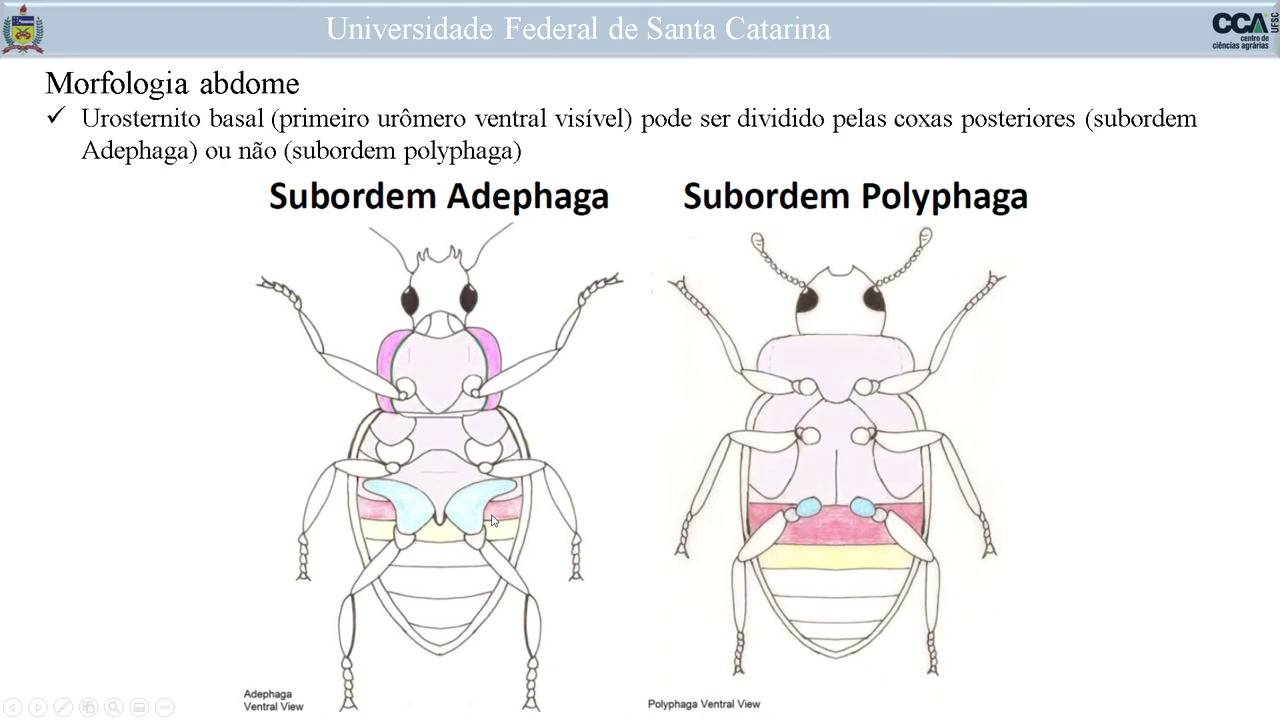 Universidade Federal de Santa Catarina
CCA
UFSC
centro de
ciências agrárias
Morfologia abdome
✓ Urosternito basal (primeiro urômero ventral visível) pode ser dividido pelas coxas posteriores (subordem
Adephaga) ou não (subordem polyphaga)
Subordem Adephaga
Subordem Polyphaga
Adephaga
Ventral View
Polyphaga Ventral View